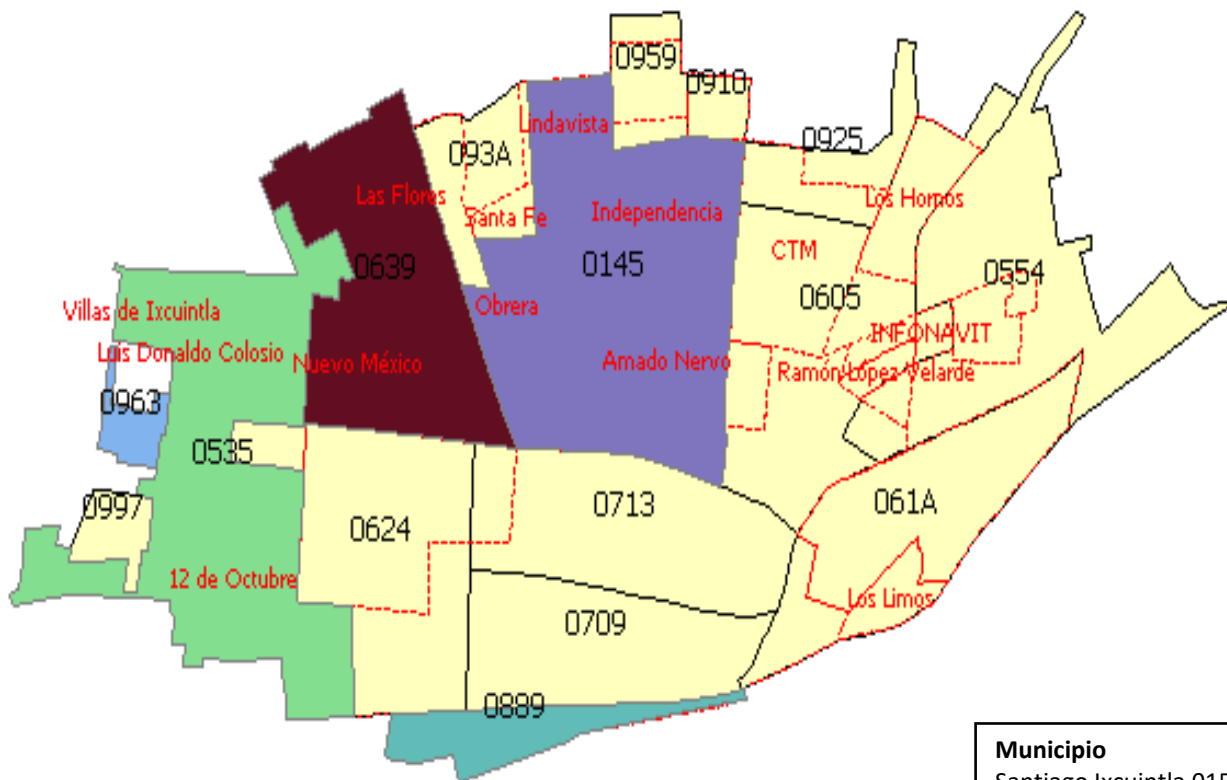 0959
0910
Lindavista
0925
093A
Las Flores
Los Hornos
Santa Fe
Independencia
CTM
0639
0145
0605
0554
Villas de Ixcuintla
Obrera
INFONAVIT
Luis Donaldo Colosio
Nuevo México
Amado Nervo
Ramón López Velarde
0963
0535
0997
0624
0713
061A
12 de Octubre
Los Limos
0709
0889
Municipio